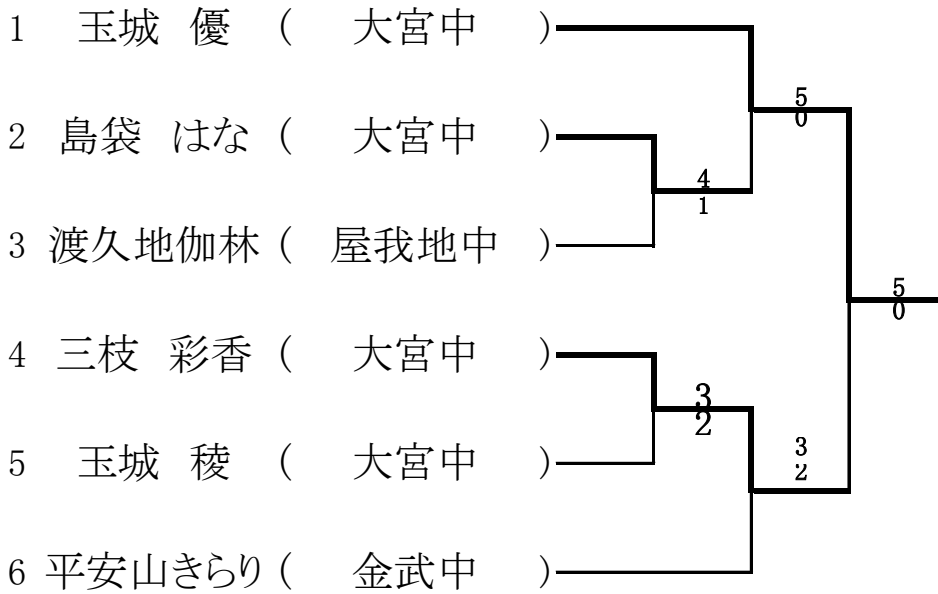 1 玉城 優 ( 大宮中 )
5
0
2 島袋 はな ( 大宮中 )
4
1
3 渡久地伽林 ( 屋我地中 )
5
0
4 三枝 彩香 ( 大宮中 )
3
2
5 玉城 稜 ( 大宮中 )
3
2
6 平安山きらり ( 金武中 )